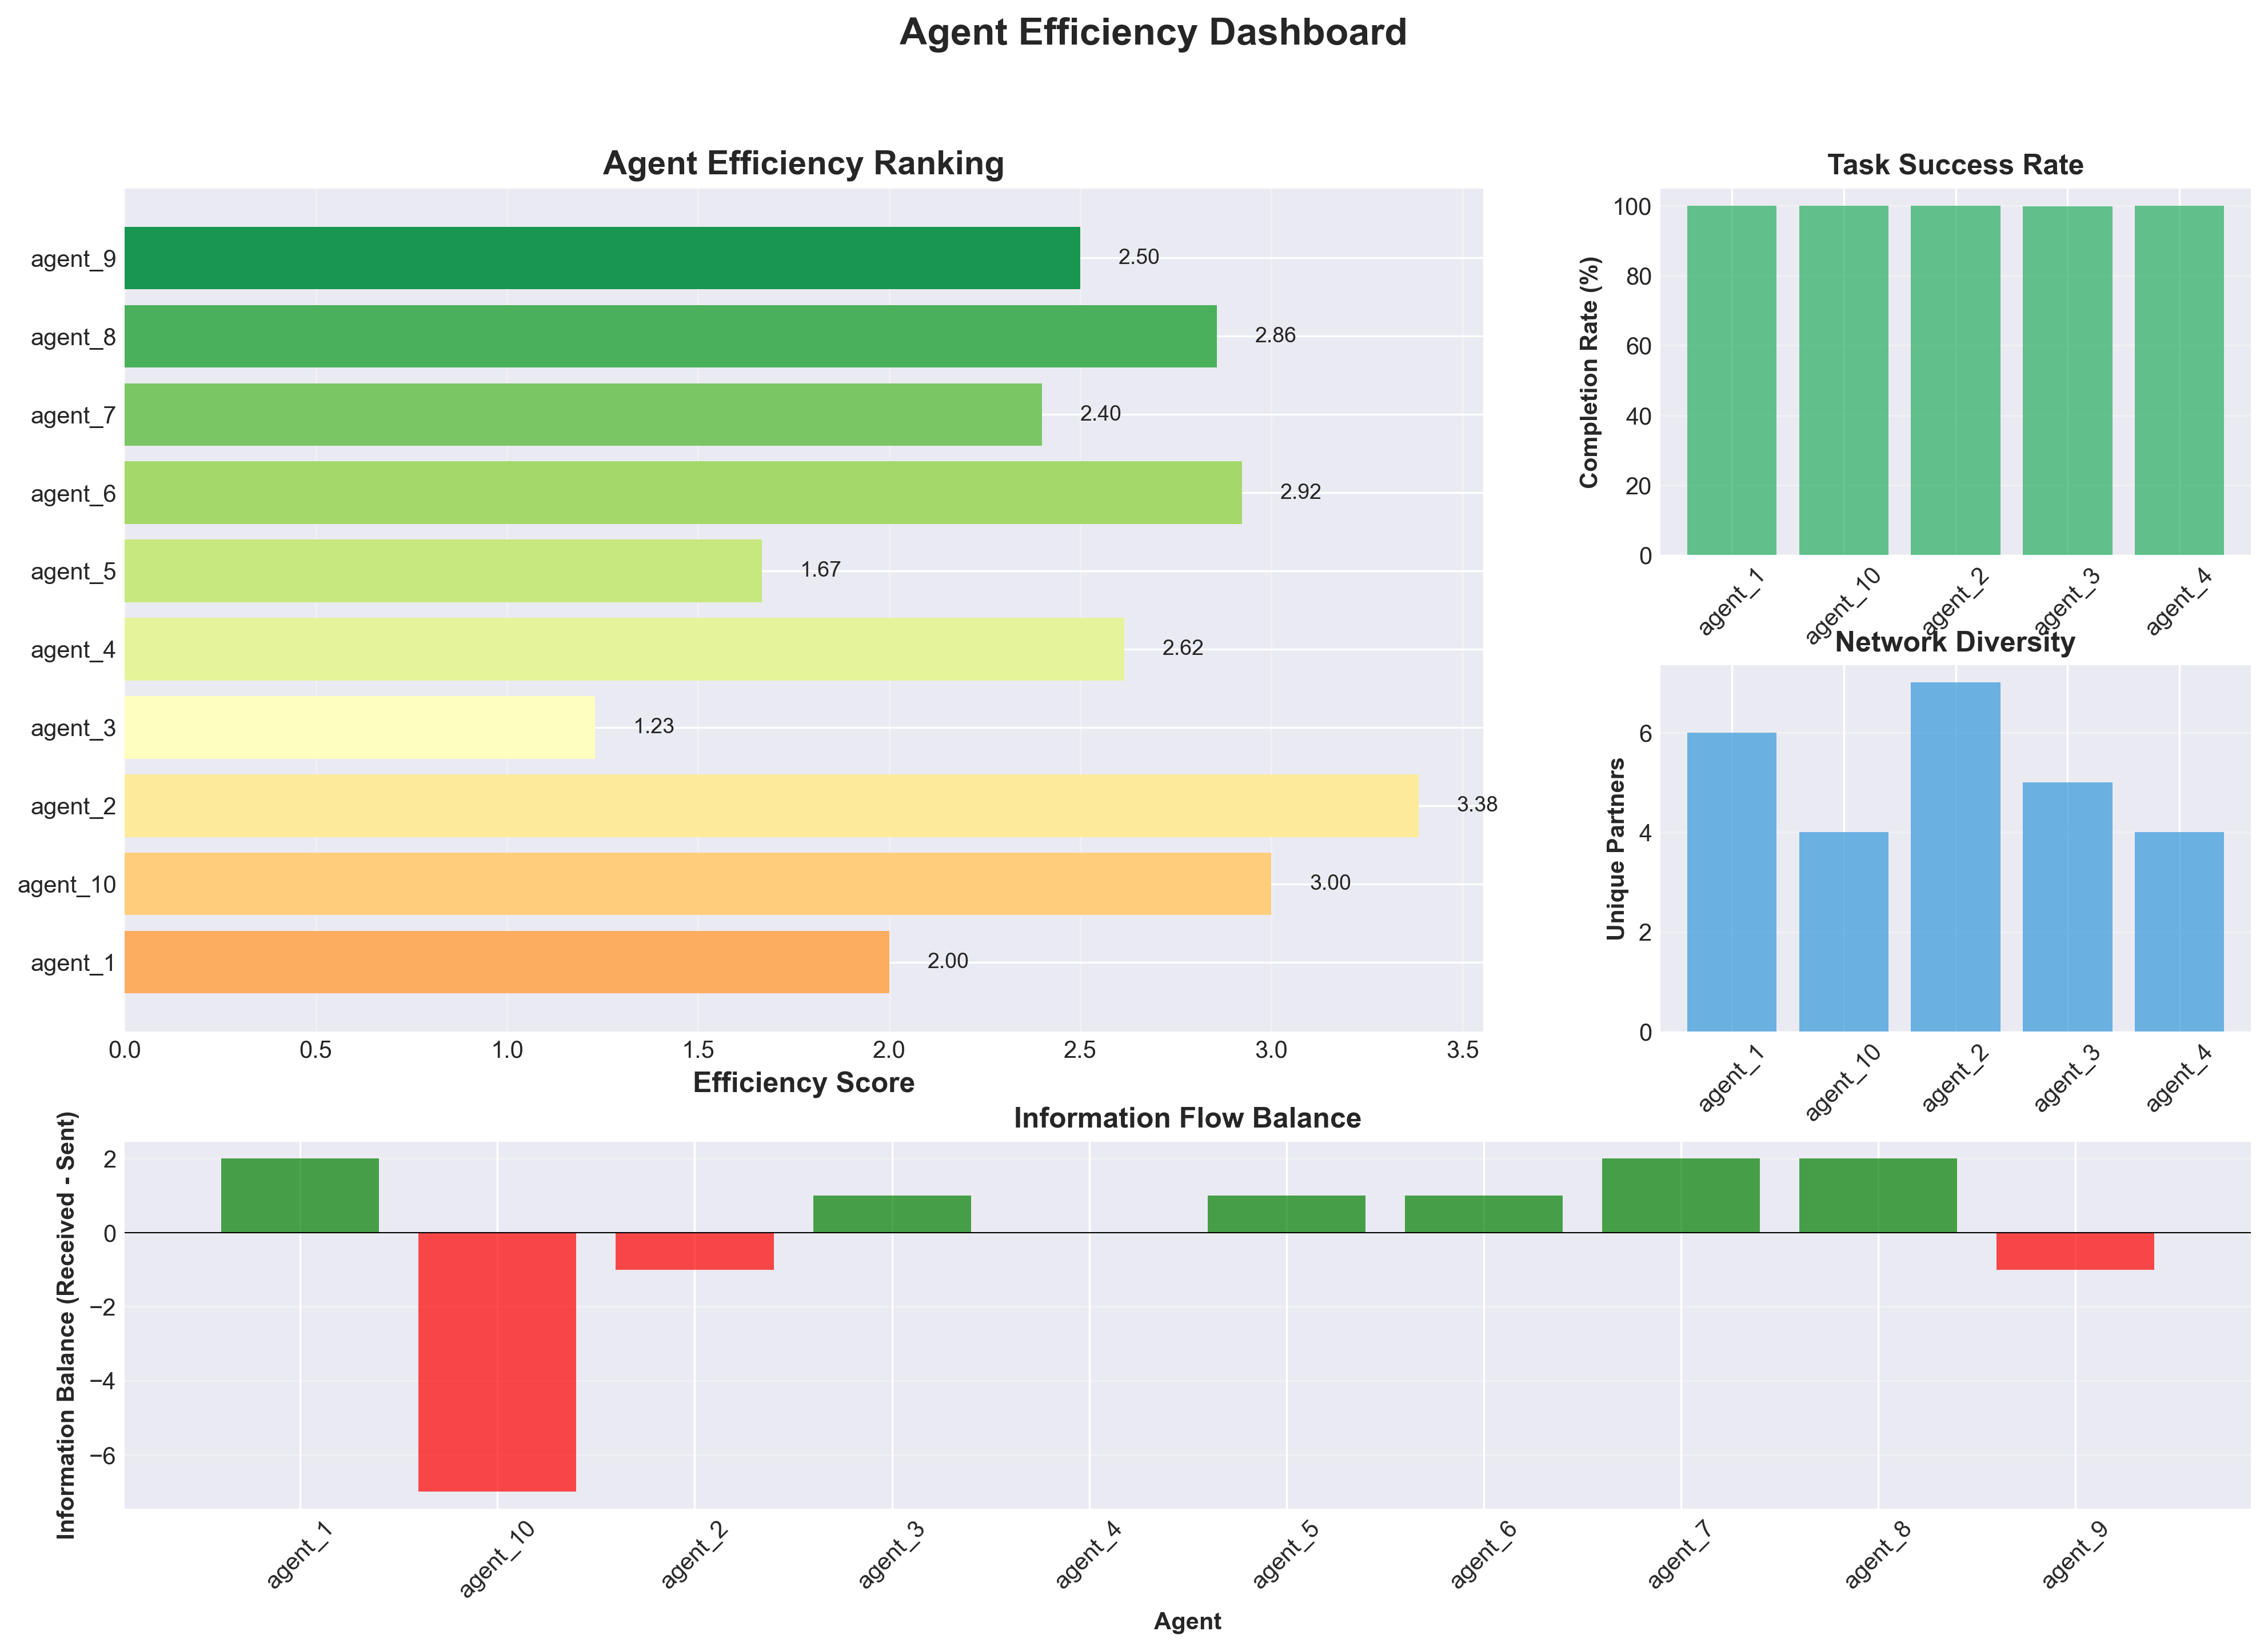 Agent Efficiency Dashboard
Agent Efficiency Ranking
agent_9
2.50
agent_8
2.86
agent_7
2.40
agent_6
2.92
agent_5
1.67
agent_4
2.62
agent_3
1.23
agent_2
3.38
agent_10
3.00
agent_1
2.00
0.0 0.5 1.0 1.5 2.0 2.5 3.0 3.5
Efficiency Score
Task Success Rate
Completion Rate (%)
100
80
60
40
20
0
agent_1 agent_10 agent_2 agent_3 agent_4
Network Diversity
Unique Partners
6
4
2
0
agent_1 agent_10 agent_2 agent_3 agent_4
Information Flow Balance
Information Balance (Received - Sent)
2
0
−2
−4
−6
agent_1 agent_10 agent_2 agent_3 agent_4 agent_5 agent_6 agent_7 agent_8 agent_9
Agent